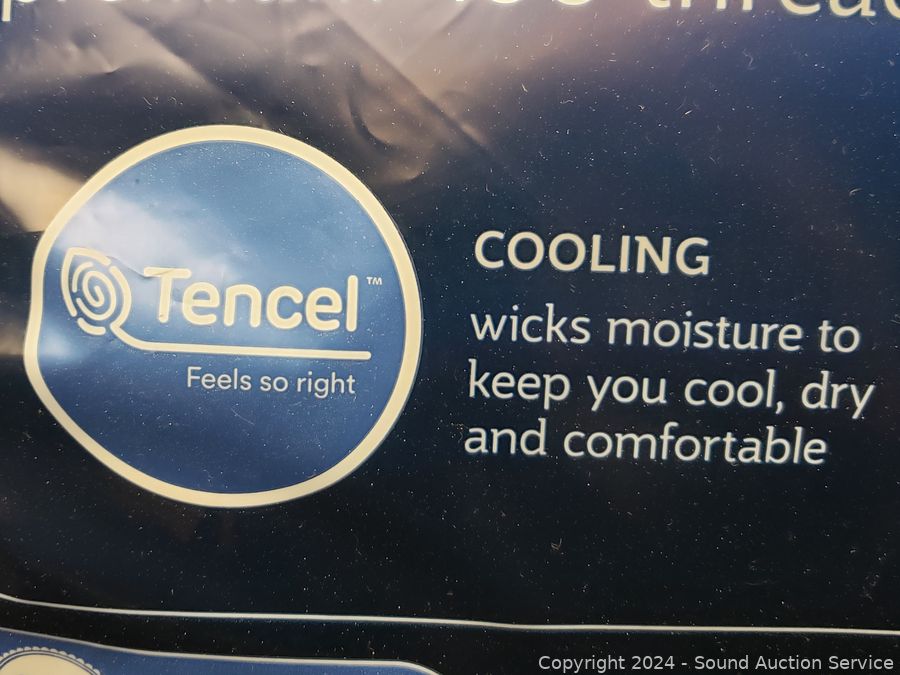 COOLING
Tencel™
wicks moisture to
keep you cool, dry
Feels so right
and comfortable
Copyright 2024 - Sound Auction Service